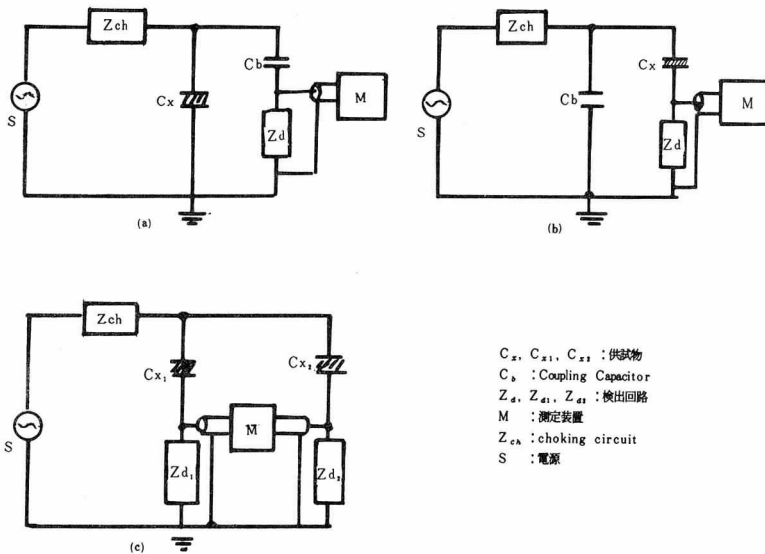 Zch
Cb
Cx
S
Zd
M
(a)
Zch
Cx
Cb
S
Zd
M
(b)
Zch
Cx₁
Cx₂
S
M
Zd₁
Zd₂
(c)
Cx, Cx1, Cx2 : 供試物
Cb : Coupling Capacitor
Zd, Zd1, Zd2 : 検出回路
M : 測定装置
Zch : choking circuit
S : 電源